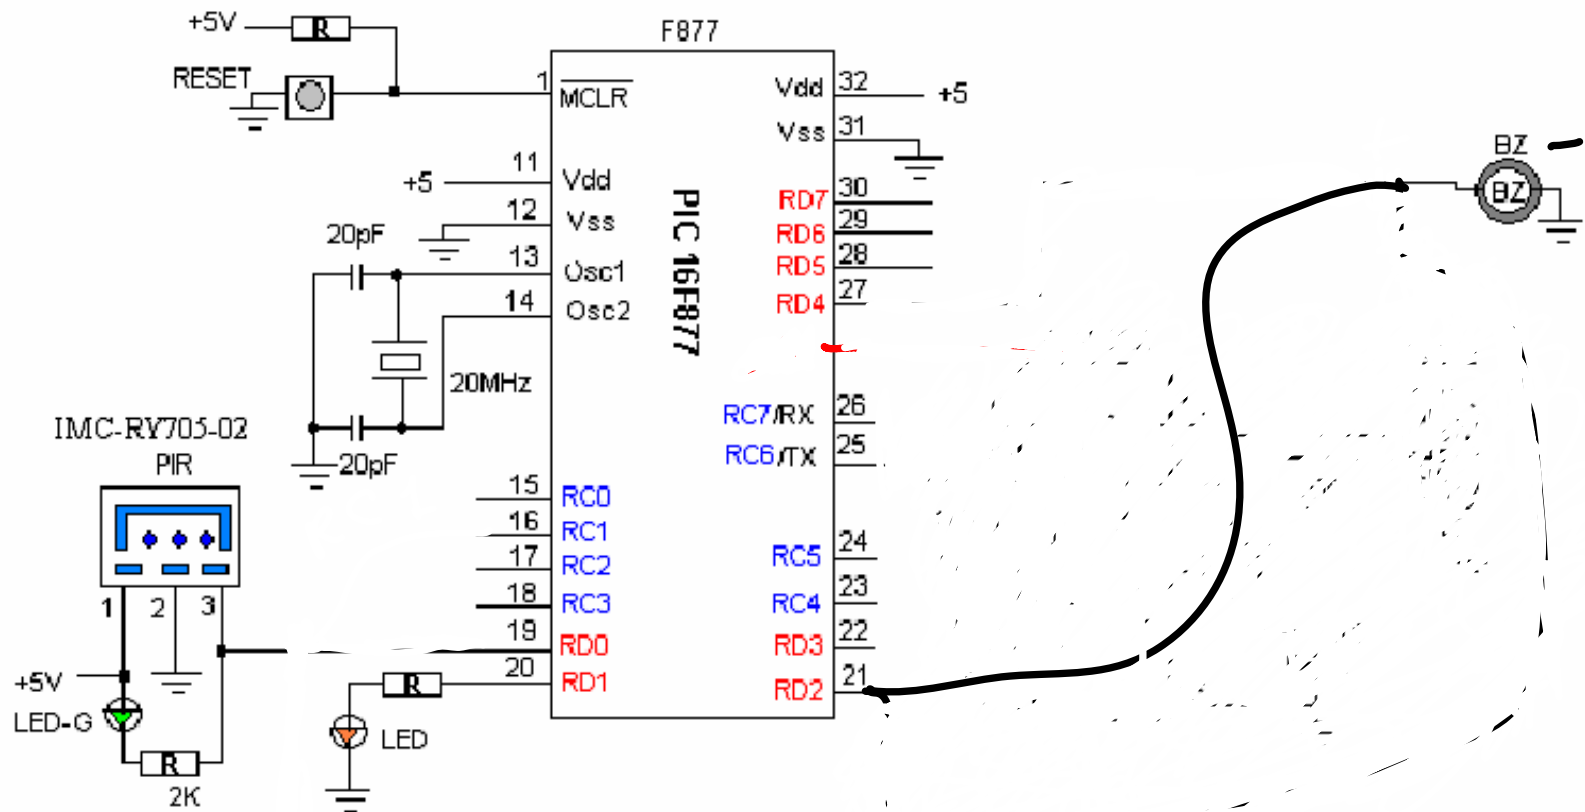 F877
+5V
R
RESET
1
MCLR
Vdd
32
+5
Vss
31
BZ
BZ
11
+5
Vdd
12
Vss
20pF
13
Osc1
14
Osc2
PIC 16F877
RD7
30
RD6
29
RD5
28
RD4
27
20MHz
20pF
RC7/RX
26
RC6/TX
25
IMC-RY705-02
PIR
15
RC0
16
RC1
17
RC2
18
RC3
19
RD0
20
RD1
RC5
24
RC4
23
RD3
22
RD2
21
1
2
3
+5V
LED-G
R
2K
R
LED